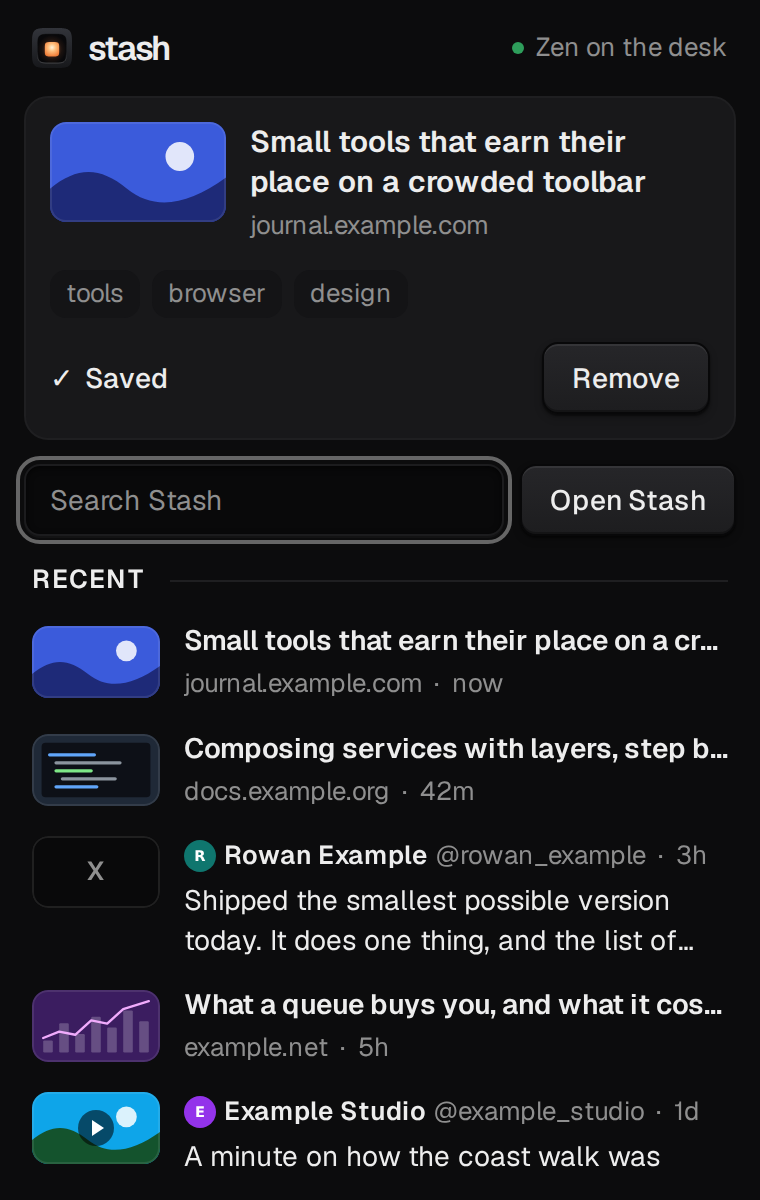 stash
Zen on the desk
Small tools that earn their
place on a crowded toolbar
journal.example.com
tools browser design
✓ Saved
Remove
Search Stash
Open Stash
RECENT
Small tools that earn their place on a cr…
journal.example.com · now
Composing services with layers, step b…
docs.example.org · 42m
X
R Rowan Example @rowan_example · 3h
Shipped the smallest possible version
today. It does one thing, and the list of…
What a queue buys you, and what it cos…
example.net · 5h
E Example Studio @example_studio · 1d
A minute on how the coast walk was